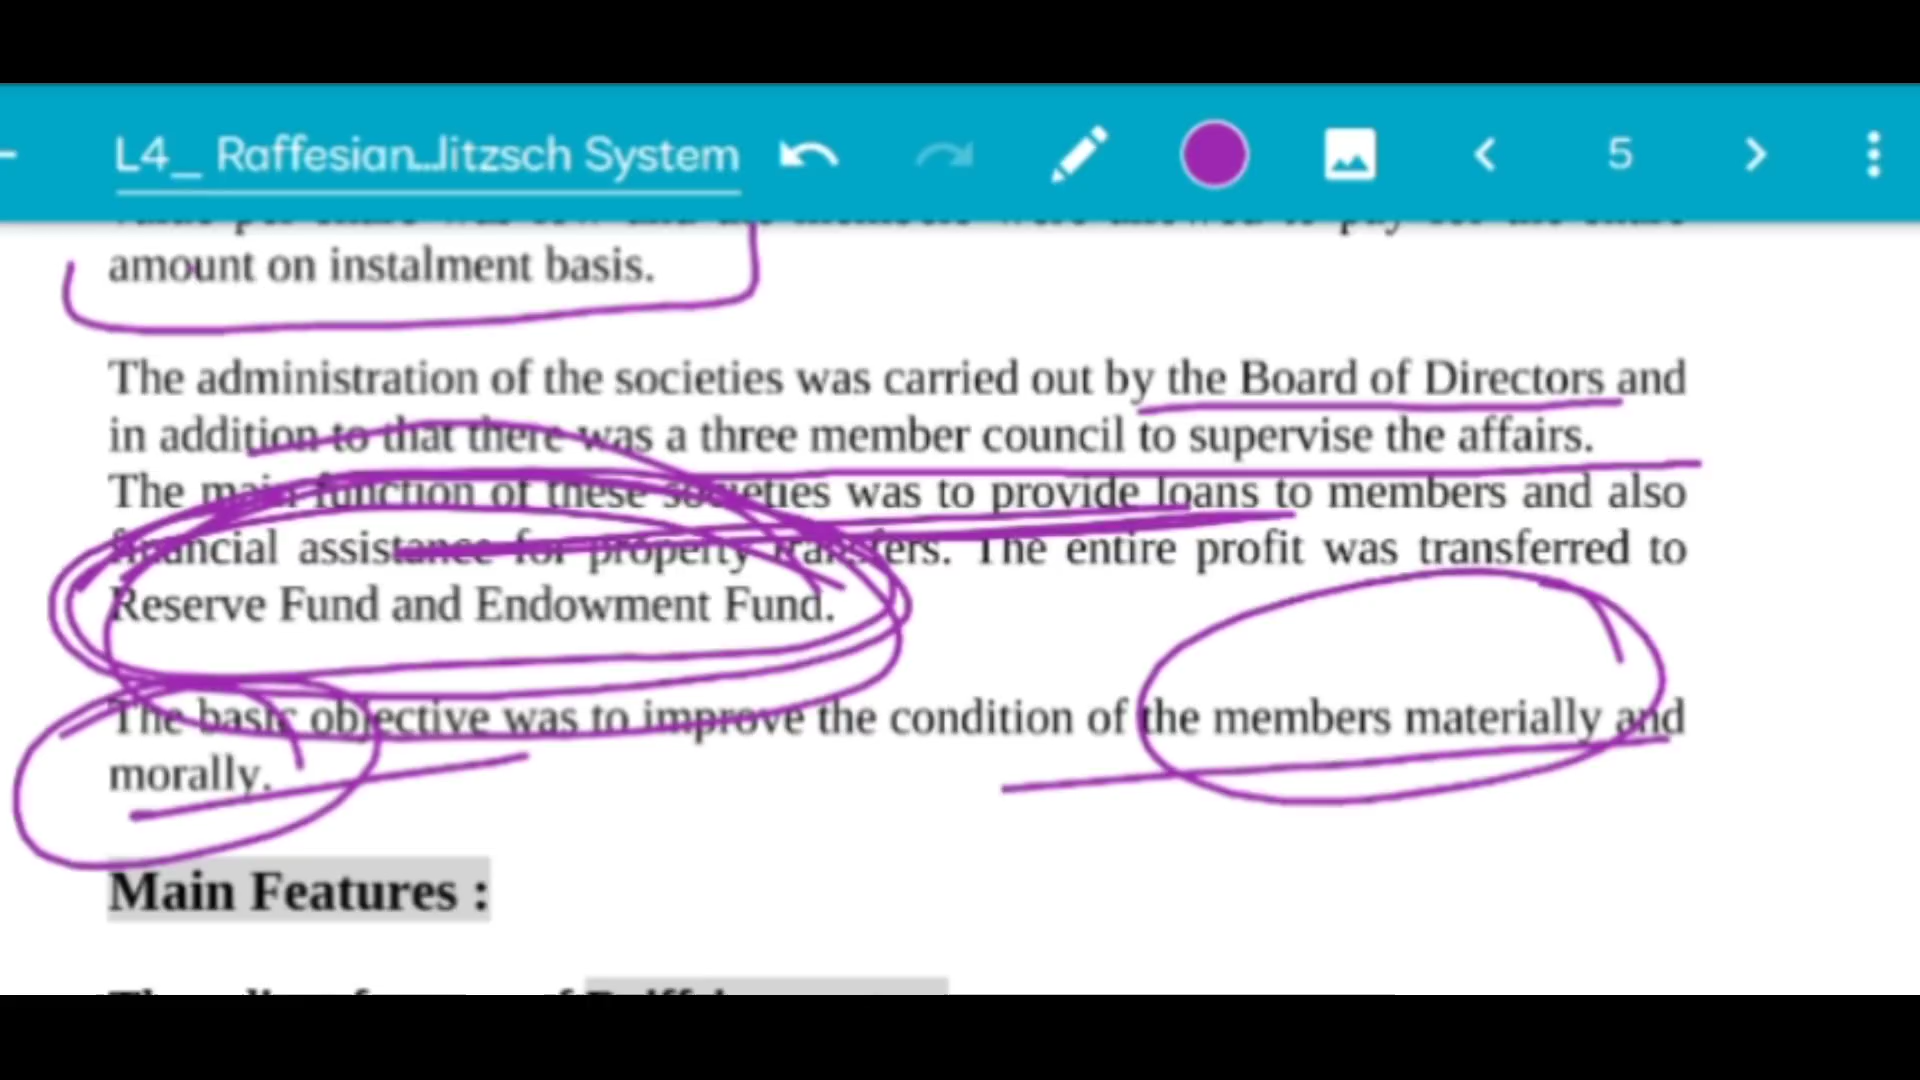 L4_ Raffesian...litzsch System
5
amount on instalment basis.
The administration of the societies was carried out by the Board of Directors and
in addition to that there was a three member council to supervise the affairs.
The main function of these societies was to provide loans to members and also
financial assistance for property transfers. The entire profit was transferred to
Reserve Fund and Endowment Fund.
The basic objective was to improve the condition of the members materially and
morally.
Main Features :